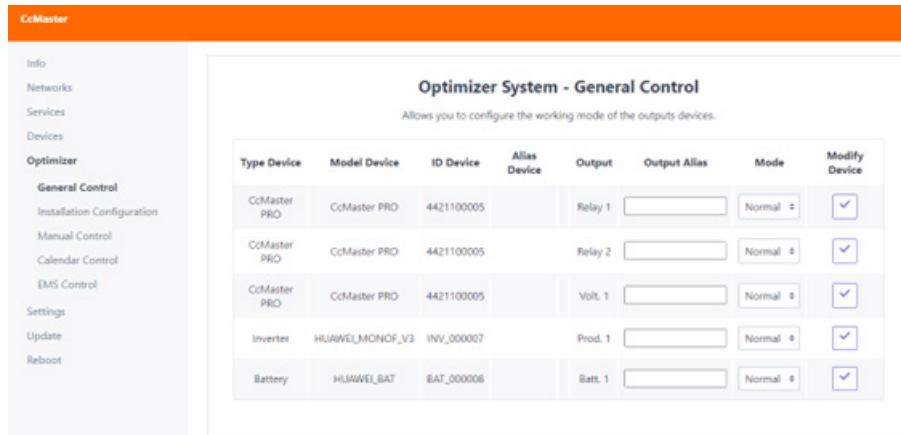 CcMaster
Info
Networks
Services
Devices
Optimizer
General Control
Installation Configuration
Manual Control
Calendar Control
EMS Control
Settings
Update
Reboot
Optimizer System - General Control
Allows you to configure the working mode of the outputs devices.
Type Device Model Device ID Device Alias Device Output Output Alias Mode Modify Device
CcMaster PRO CcMaster PRO 4421100005 Relay 1 Normal
CcMaster PRO CcMaster PRO 4421100005 Relay 2 Normal
CcMaster PRO CcMaster PRO 4421100005 Volt. 1 Normal
Inverter HUAWEI_MONOF_V3 INV_000007 Prod. 1 Normal
Battery HUAWEI_BAT BAT_000008 Batt. 1 Normal